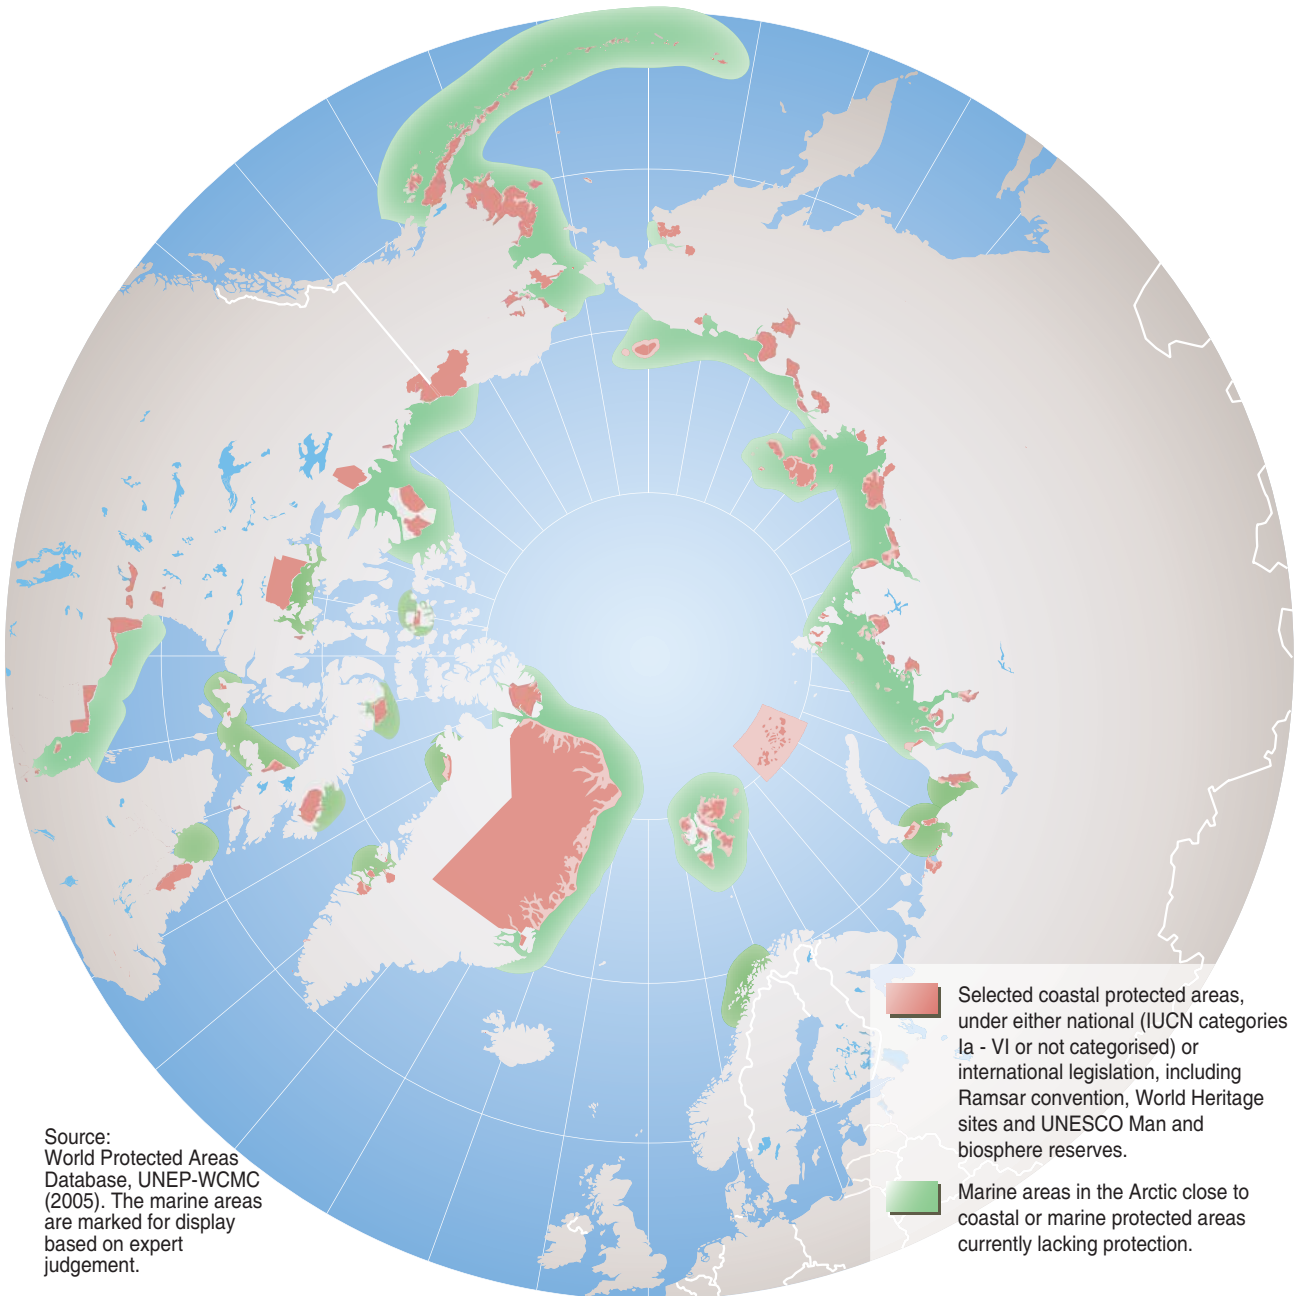 Selected coastal protected areas,
under either national (IUCN categories
Ia - VI or not categorised) or
international legislation, including
Ramsar convention, World Heritage
sites and UNESCO Man and
biosphere reserves.
Marine areas in the Arctic close to
coastal or marine protected areas
currently lacking protection.
Source:
World Protected Areas
Database, UNEP-WCMC
(2005). The marine areas
are marked for display
based on expert
judgement.